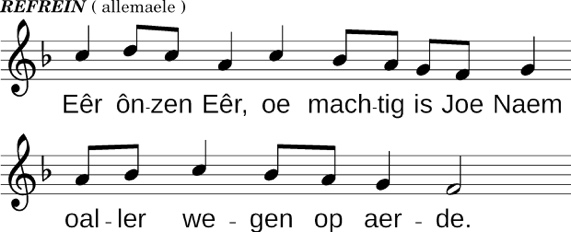 REFREIN ( allemaele )
Eêr ôn-zen Eêr, oe mach-tig is Joe Naem
oal-ler we-gen op aer-de.